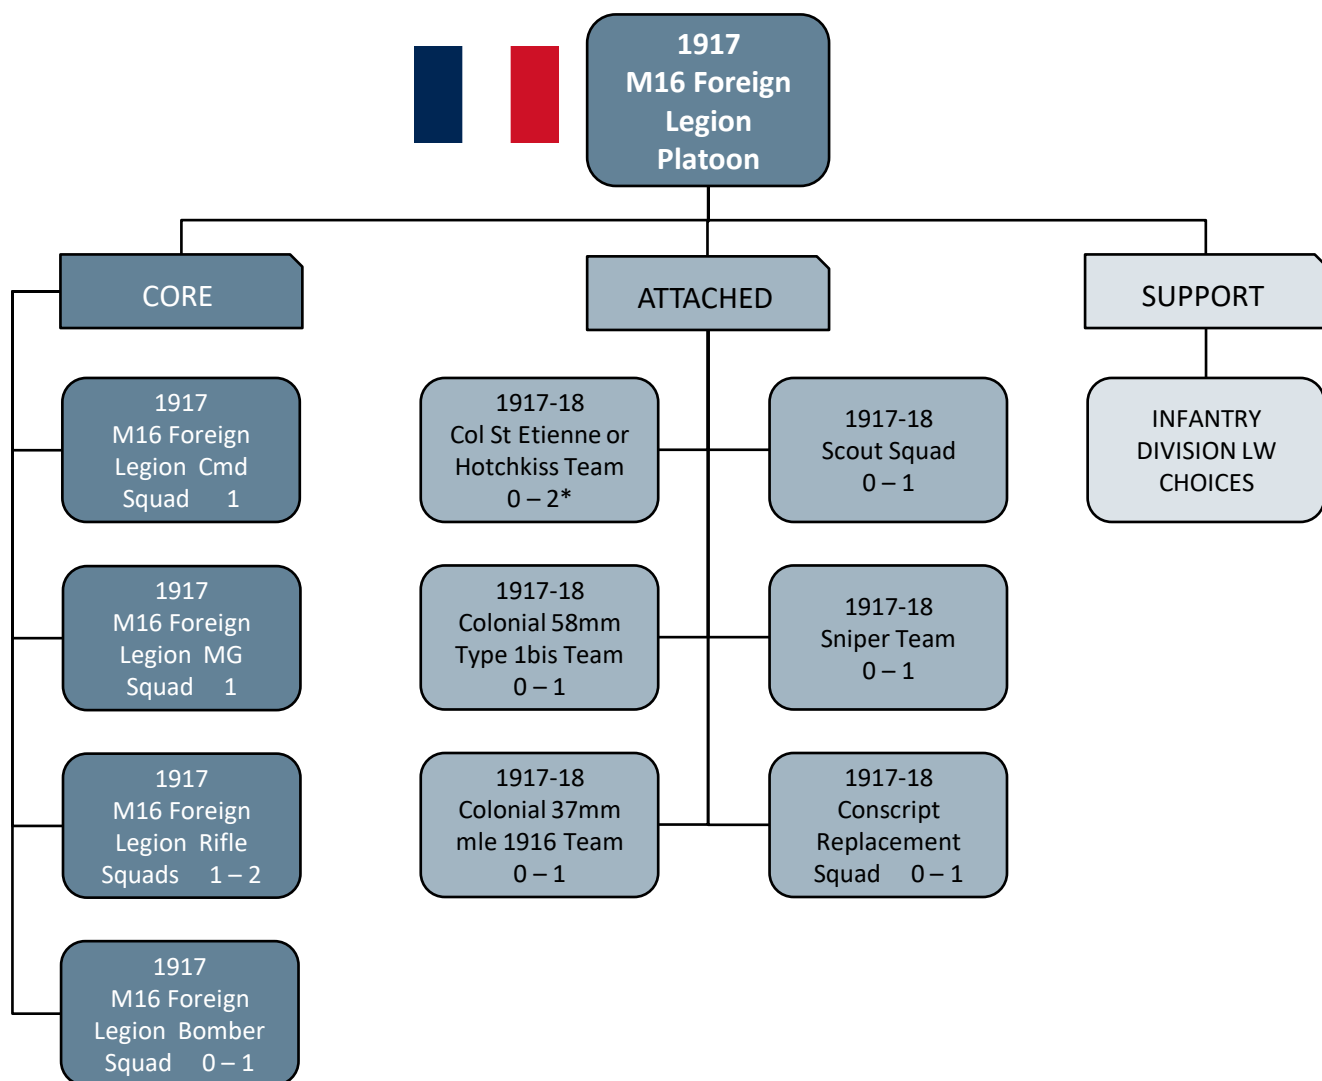 1917
M16 Foreign
Legion
Platoon
CORE
ATTACHED
SUPPORT
1917
M16 Foreign
Legion Cmd
Squad 1
1917
M16 Foreign
Legion MG
Squad 1
1917
M16 Foreign
Legion Rifle
Squads 1 – 2
1917
M16 Foreign
Legion Bomber
Squad 0 – 1
1917-18
Col St Etienne or
Hotchkiss Team
0 – 2*
1917-18
Colonial 58mm
Type 1bis Team
0 – 1
1917-18
Colonial 37mm
mle 1916 Team
0 – 1
1917-18
Scout Squad
0 – 1
1917-18
Sniper Team
0 – 1
1917-18
Conscript
Replacement
Squad 0 – 1
INFANTRY
DIVISION LW
CHOICES